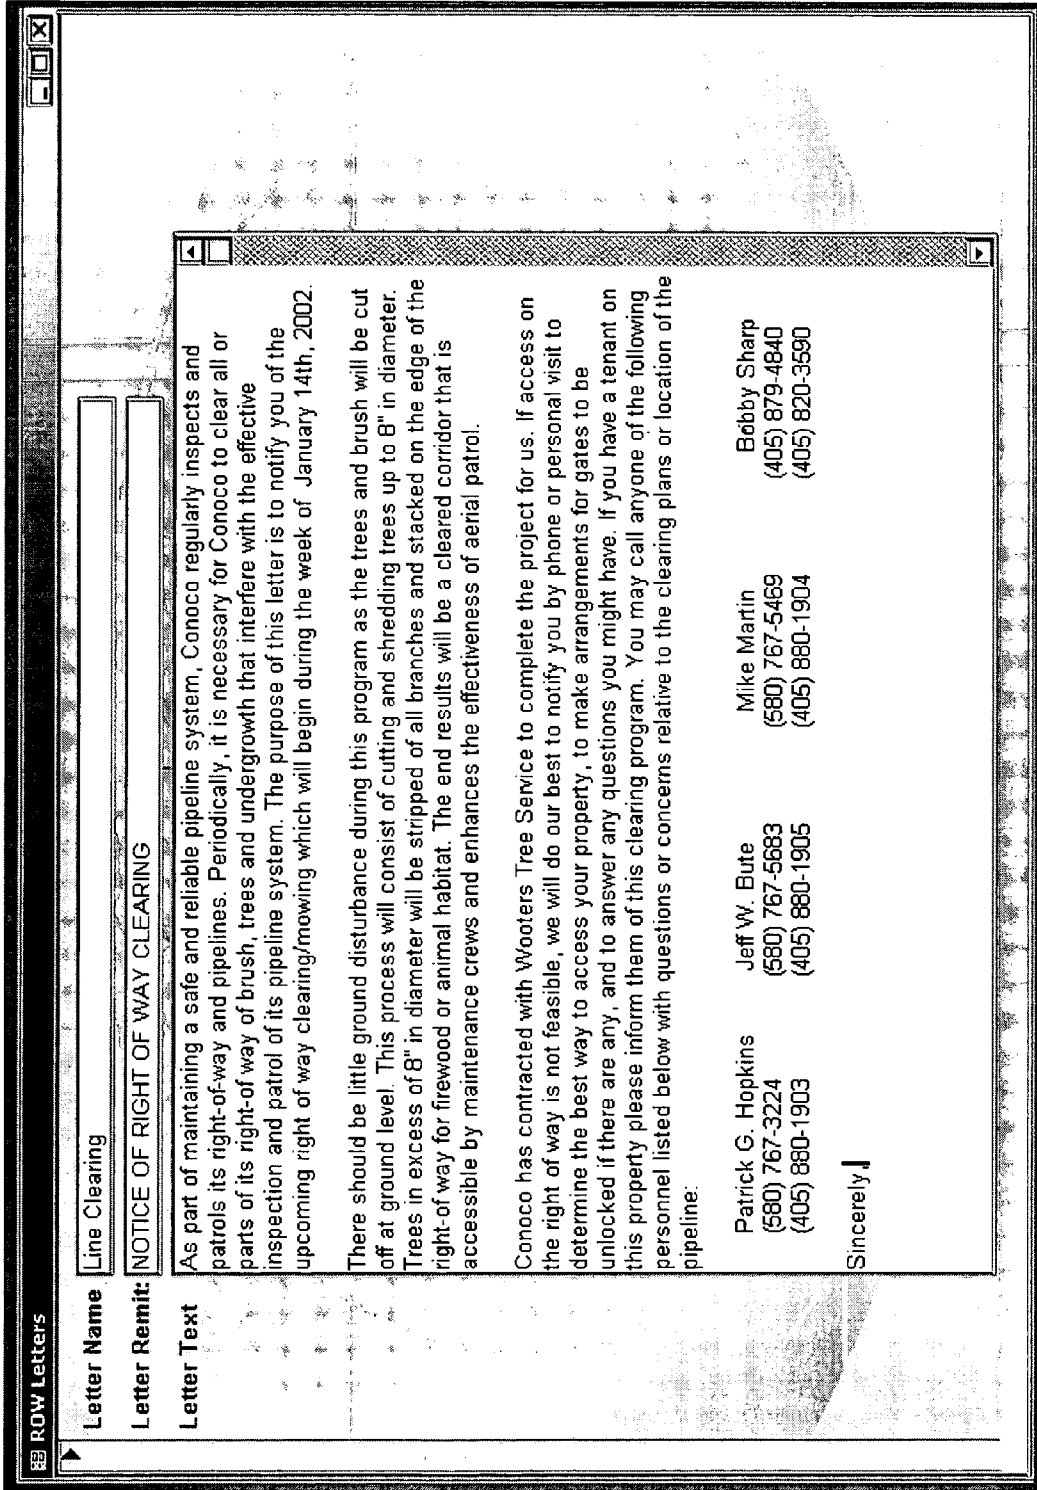 ROW Letters
Letter Name Line Clearing
Letter Remit: NOTICE OF RIGHT OF WAY CLEARING
Letter Text
As part of maintaining a safe and reliable pipeline system, Conoco regularly inspects and
patrols its right-of-way and pipelines. Periodically, it is necessary for Conoco to clear all or
parts of its right-of way of brush, trees and undergrowth that interfere with the effective
inspection and patrol of its pipeline system. The purpose of this letter is to notify you of the
upcoming right of way clearing/mowing which will begin during the week of January 14th, 2002.
There should be little ground disturbance during this program as the trees and brush will be cut
off at ground level. This process will consist of cutting and shredding trees up to 8" in diameter.
Trees in excess of 8" in diameter will be stripped of all branches and stacked on the edge of the
right-of way for firewood or animal habitat. The end results will be a cleared corridor that is
accessible by maintenance crews and enhances the effectiveness of aerial patrol.
Conoco has contracted with Wooters Tree Service to complete the project for us. If access on
the right of way is not feasible, we will do our best to notify you by phone or personal visit to
determine the best way to access your property, to make arrangements for gates to be
unlocked if there are any, and to answer any questions you might have. If you have a tenant on
this property please inform them of this clearing program. You may call anyone of the following
personnel listed below with questions or concerns relative to the clearing plans or location of the
pipeline:
Patrick G. Hopkins Jeff W. Bute Mike Martin Bobby Sharp
(580) 767-3224 (580) 767-5683 (580) 767-5469 (405) 879-4840
(405) 880-1903 (405) 880-1905 (405) 880-1904 (405) 820-3590
Sincerely,